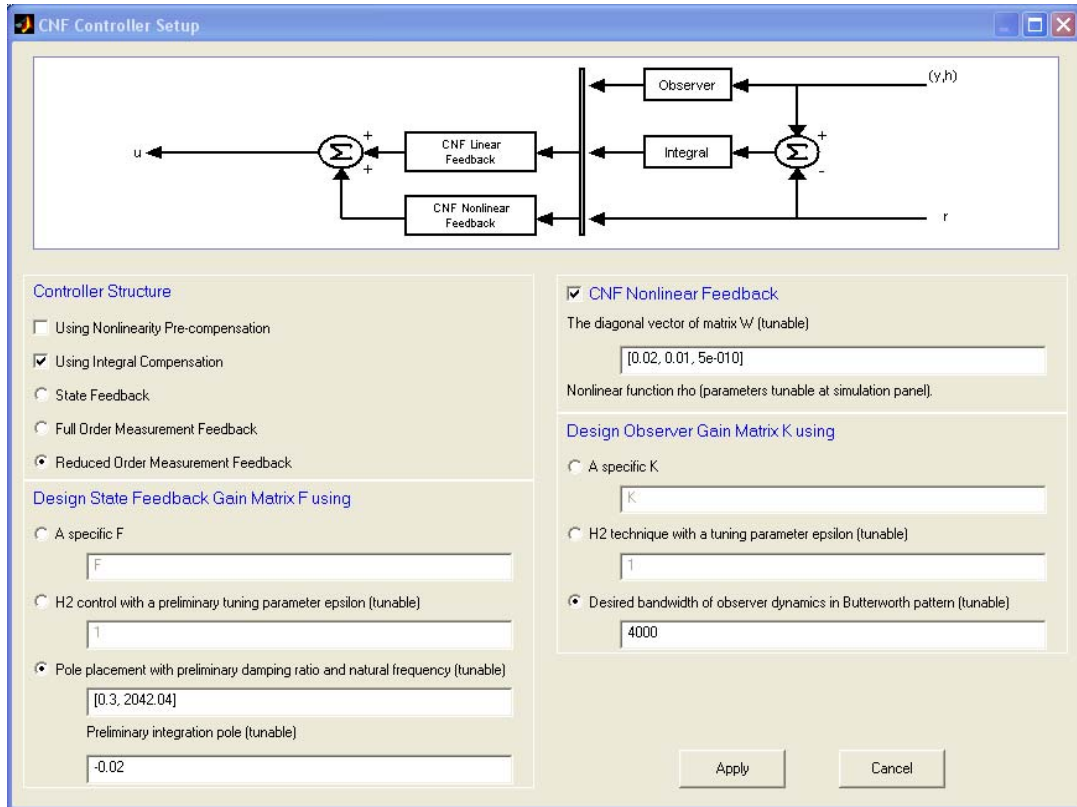 CNF Controller Setup
(y,h)
Observer
+
+
CNF Linear
Feedback
Integral
u
Σ
Σ
+
-
CNF Nonlinear
Feedback
r
Controller Structure
Using Nonlinearity Pre-compensation
Using Integral Compensation
State Feedback
Full Order Measurement Feedback
Reduced Order Measurement Feedback
Design State Feedback Gain Matrix F using
A specific F
F
H2 control with a preliminary tuning parameter epsilon (tunable)
1
Pole placement with preliminary damping ratio and natural frequency (tunable)
[0.3, 2042.04]
Preliminary integration pole (tunable)
-0.02
CNF Nonlinear Feedback
The diagonal vector of matrix W (tunable)
[0.02, 0.01, 5e-010]
Nonlinear function rho (parameters tunable at simulation panel).
Design Observer Gain Matrix K using
A specific K
K
H2 technique with a tuning parameter epsilon (tunable)
1
Desired bandwidth of observer dynamics in Butterworth pattern (tunable)
4000
Apply
Cancel